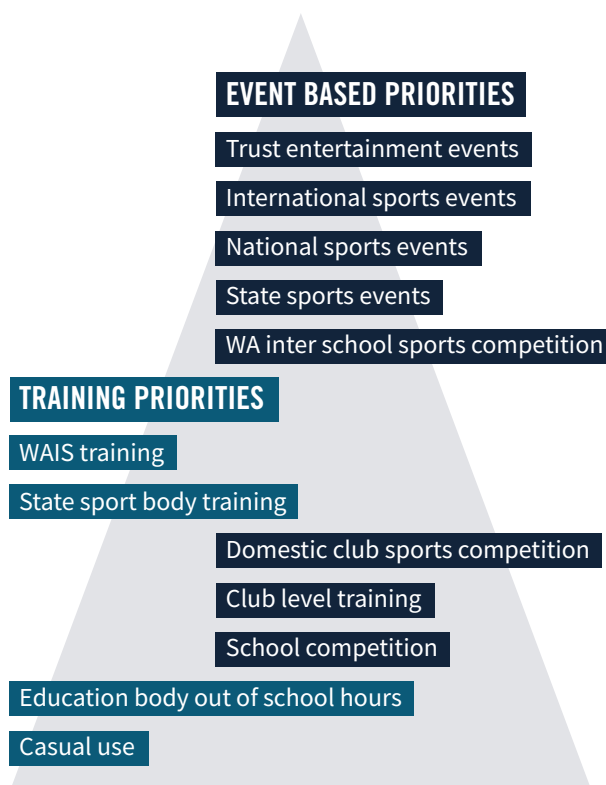 EVENT BASED PRIORITIES
Trust entertainment events
International sports events
National sports events
State sports events
WA inter school sports competition
TRAINING PRIORITIES
WAIS training
State sport body training
Domestic club sports competition
Club level training
School competition
Education body out of school hours
Casual use